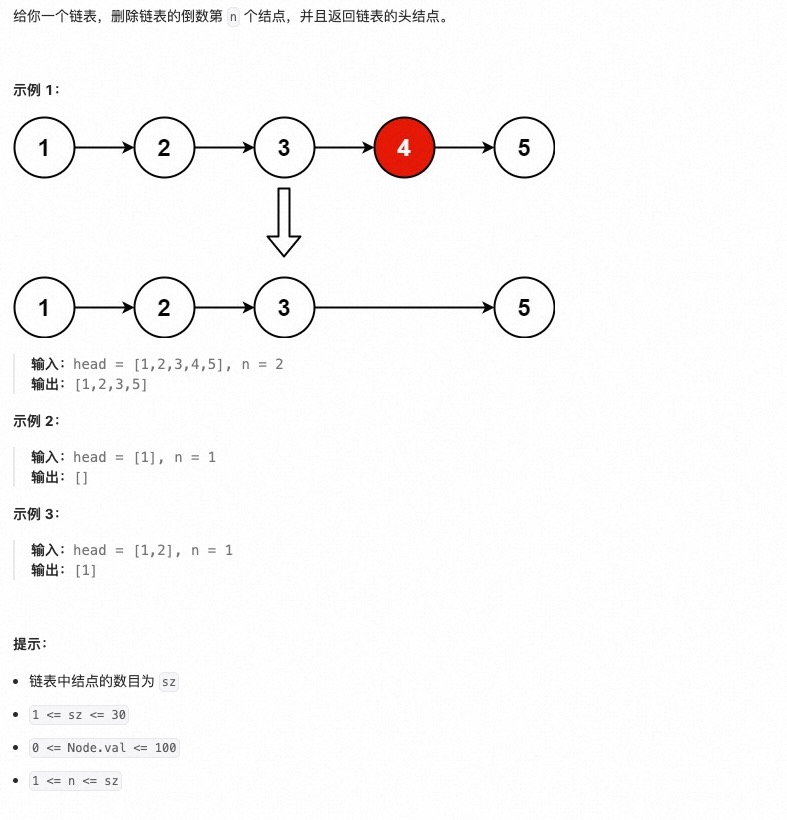 给你一个链表，删除链表的倒数第 n 个结点，并且返回链表的头结点。
示例 1：
1 2 3 4 5
1 2 3 5
输入：head = [1,2,3,4,5], n = 2
输出：[1,2,3,5]
示例 2：
输入：head = [1], n = 1
输出：[]
示例 3：
输入：head = [1,2], n = 1
输出：[1]
提示：
链表中结点的数目为 sz
1 <= sz <= 30
0 <= Node.val <= 100
1 <= n <= sz